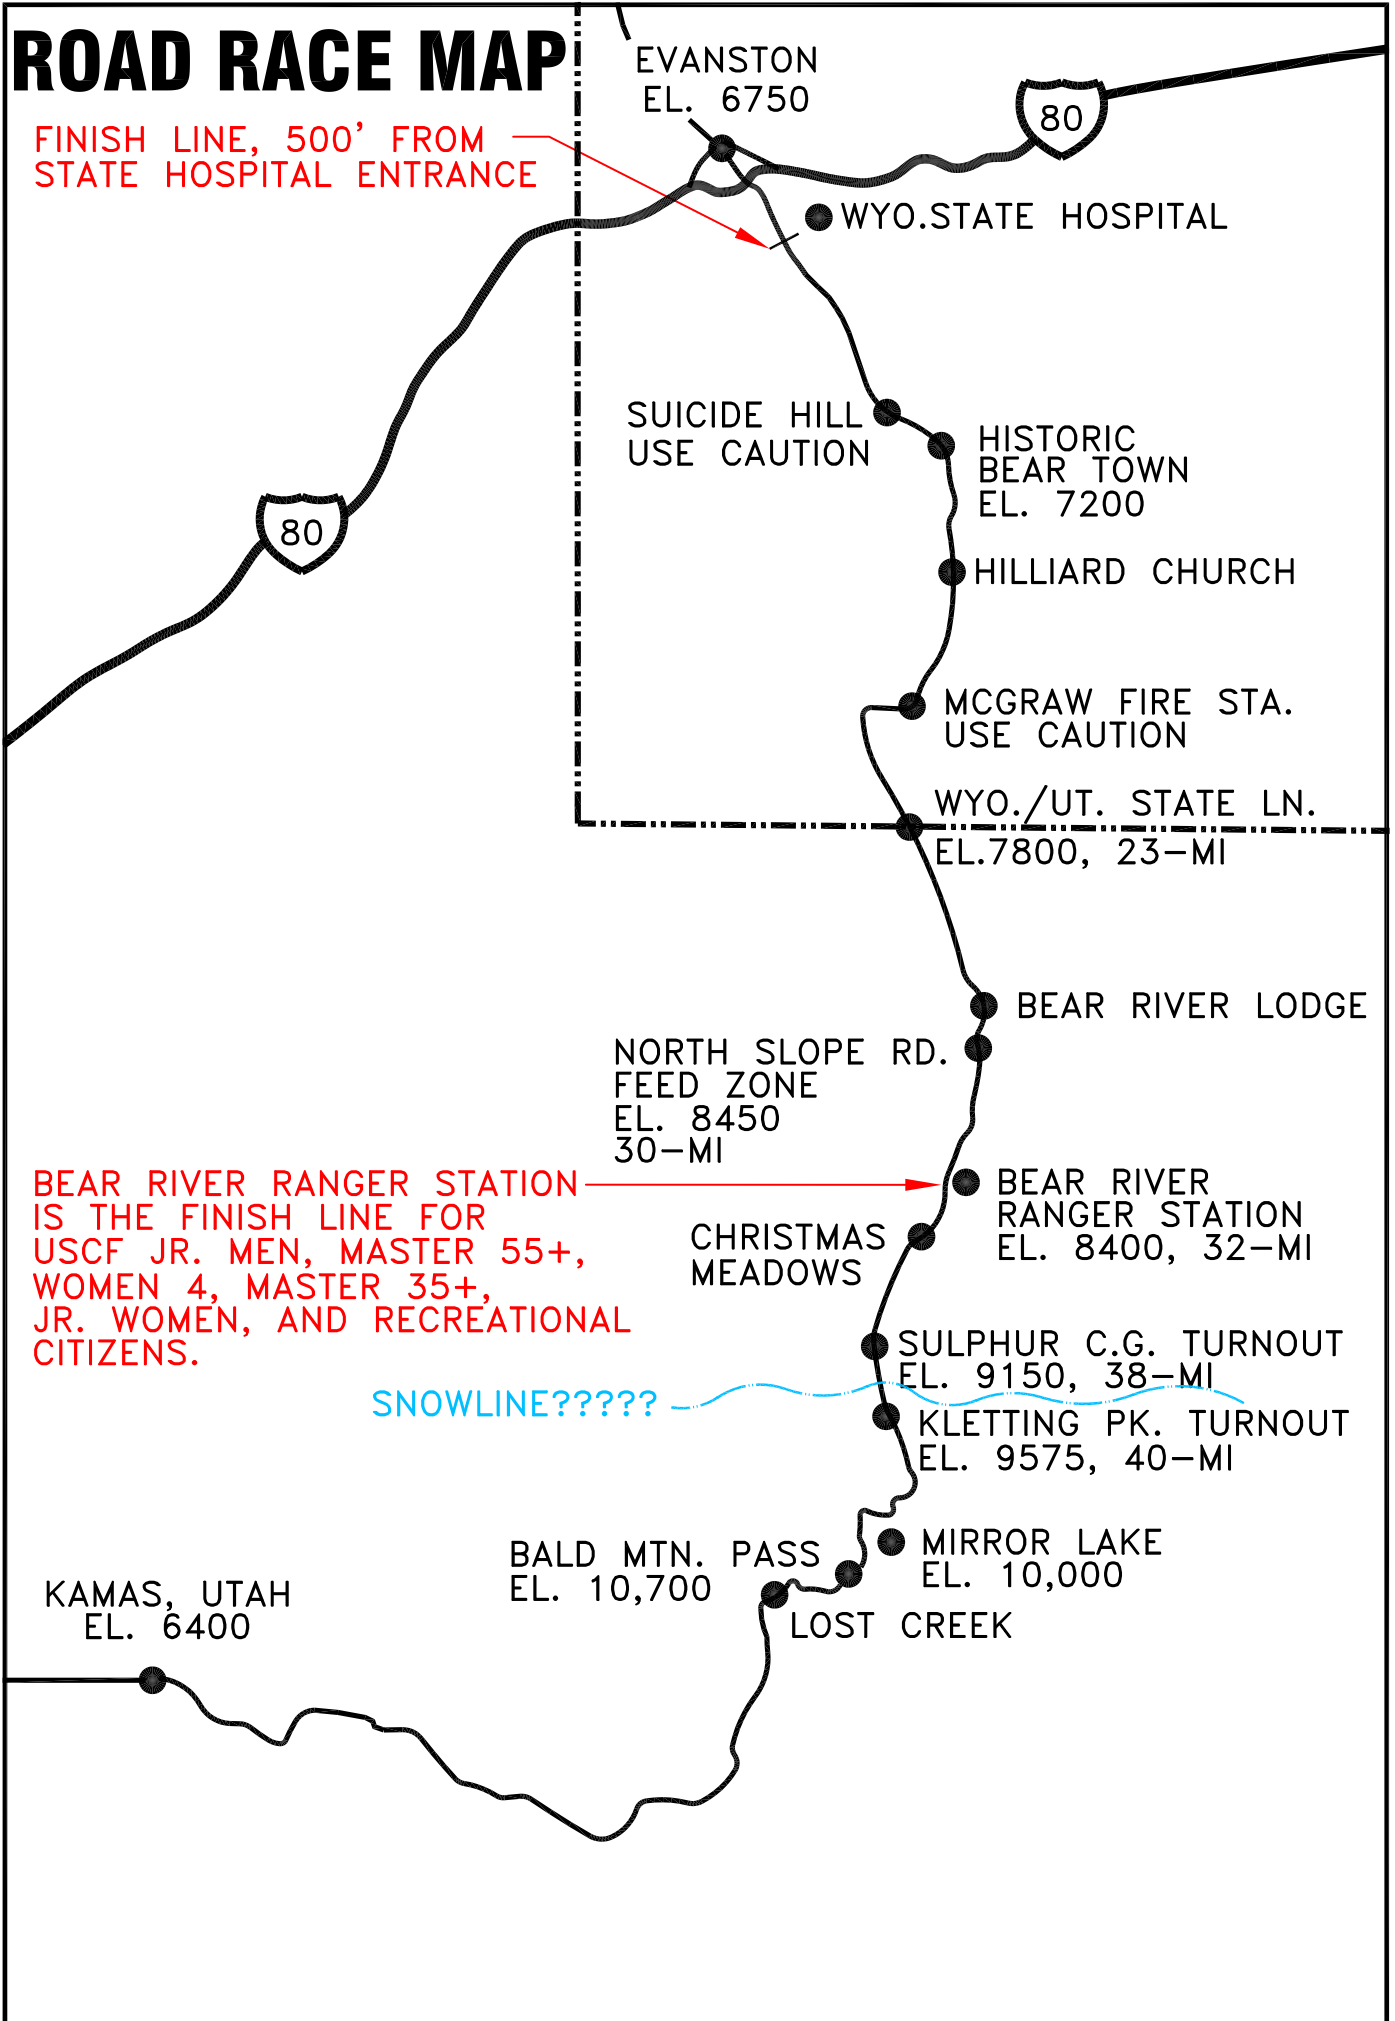 ROAD RACE MAP
EVANSTON
EL. 6750
80
FINISH LINE, 500' FROM
STATE HOSPITAL ENTRANCE
WYO.STATE HOSPITAL
SUICIDE HILL
USE CAUTION
HISTORIC
BEAR TOWN
EL. 7200
80
HILLIARD CHURCH
MCGRAW FIRE STA.
USE CAUTION
WYO./UT. STATE LN.
EL.7800, 23-MI
BEAR RIVER LODGE
NORTH SLOPE RD.
FEED ZONE
EL. 8450
30-MI
BEAR RIVER RANGER STATION
IS THE FINISH LINE FOR
USCF JR. MEN, MASTER 55+,
WOMEN 4, MASTER 35+,
JR. WOMEN, AND RECREATIONAL
CITIZENS.
BEAR RIVER
RANGER STATION
EL. 8400, 32-MI
CHRISTMAS
MEADOWS
SULPHUR C.G. TURNOUT
EL. 9150, 38-MI
SNOWLINE?????
KLETTING PK. TURNOUT
EL. 9575, 40-MI
BALD MTN. PASS
EL. 10,700
MIRROR LAKE
EL. 10,000
LOST CREEK
KAMAS, UTAH
EL. 6400